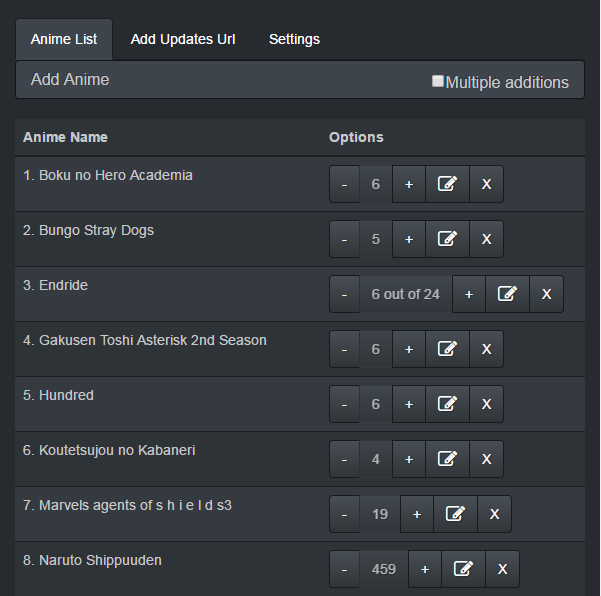 Anime List Add Updates Url Settings
Add Anime Multiple additions
Anime Name Options
1. Boku no Hero Academia - 6 + X
2. Bungo Stray Dogs - 5 + X
3. Endride - 6 out of 24 + X
4. Gakusen Toshi Asterisk 2nd Season - 6 + X
5. Hundred - 6 + X
6. Koutetsujou no Kabaneri - 4 + X
7. Marvels agents of s h i e l d s3 - 19 + X
8. Naruto Shippuuden - 459 + X